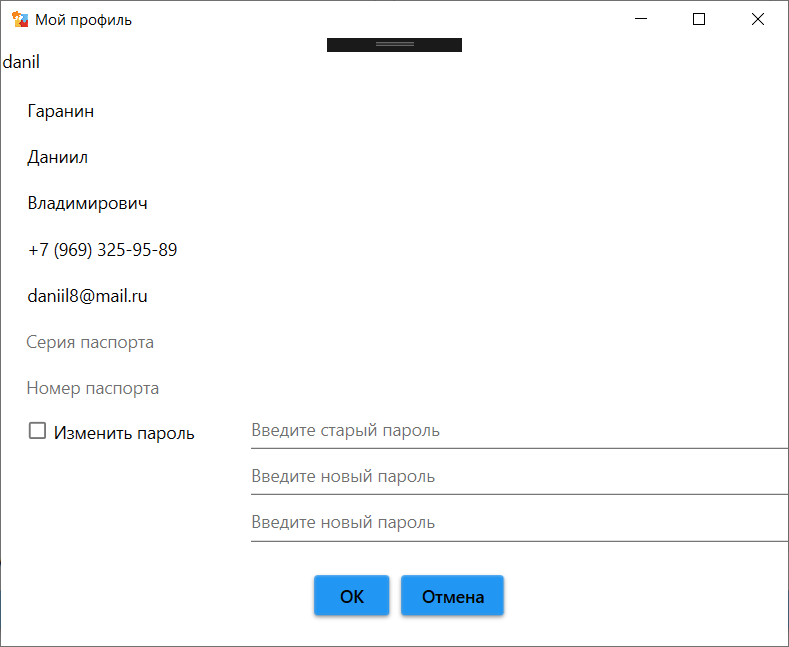 Мой профиль
danil
Гаранин
Даниил
Владимирович
+7 (969) 325-95-89
daniil8@mail.ru
Серия паспорта
Номер паспорта
Изменить пароль
Введите старый пароль
Введите новый пароль
Введите новый пароль
OK
Отмена